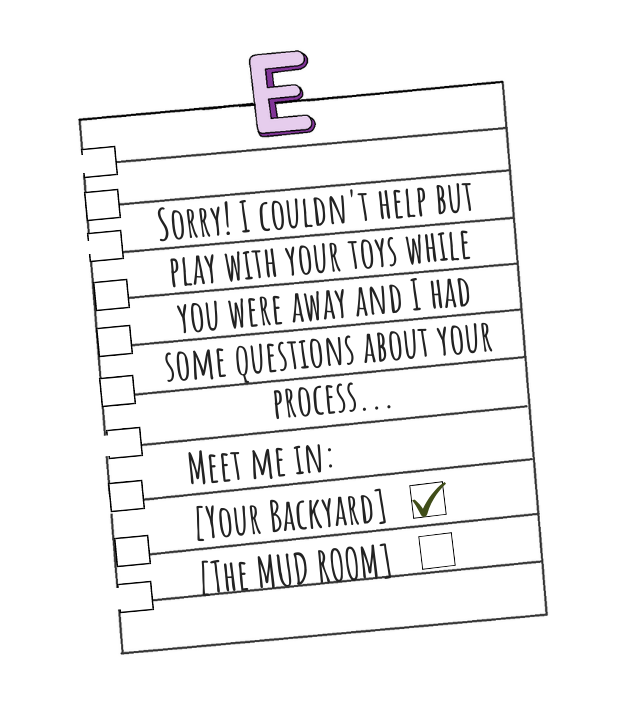 E
Sorry! I couldn't help but
play with your toys while
you were away and I had
some questions about your
process...
Meet me in:
[Your Backyard]
[The MUD ROOM]